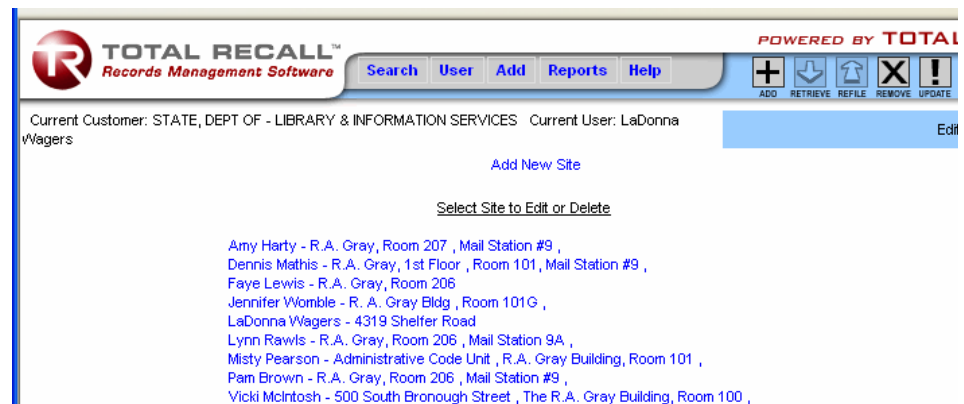 POWERED BY TOTAL
TOTAL RECALL™
Records Management Software
Search User Add Reports Help
ADD RETRIEVE REFILE REMOVE UPDATE
Current Customer: STATE, DEPT OF - LIBRARY & INFORMATION SERVICES Current User: LaDonna
Wagers
Edit
Add New Site
Select Site to Edit or Delete
Amy Harty - R.A. Gray, Room 207 , Mail Station #9 ,
Dennis Mathis - R.A. Gray, 1st Floor , Room 101, Mail Station #9 ,
Faye Lewis - R.A. Gray, Room 206
Jennifer Womble - R. A. Gray Bldg , Room 101G ,
LaDonna Wagers - 4319 Shelfer Road
Lynn Rawls - R.A. Gray, Room 206 , Mail Station 9A ,
Misty Pearson - Administrative Code Unit , R.A. Gray Building, Room 101 ,
Pam Brown - R.A. Gray, Room 206 , Mail Station #9 ,
Vicki McIntosh - 500 South Bronough Street , The R.A. Gray Building, Room 100 ,